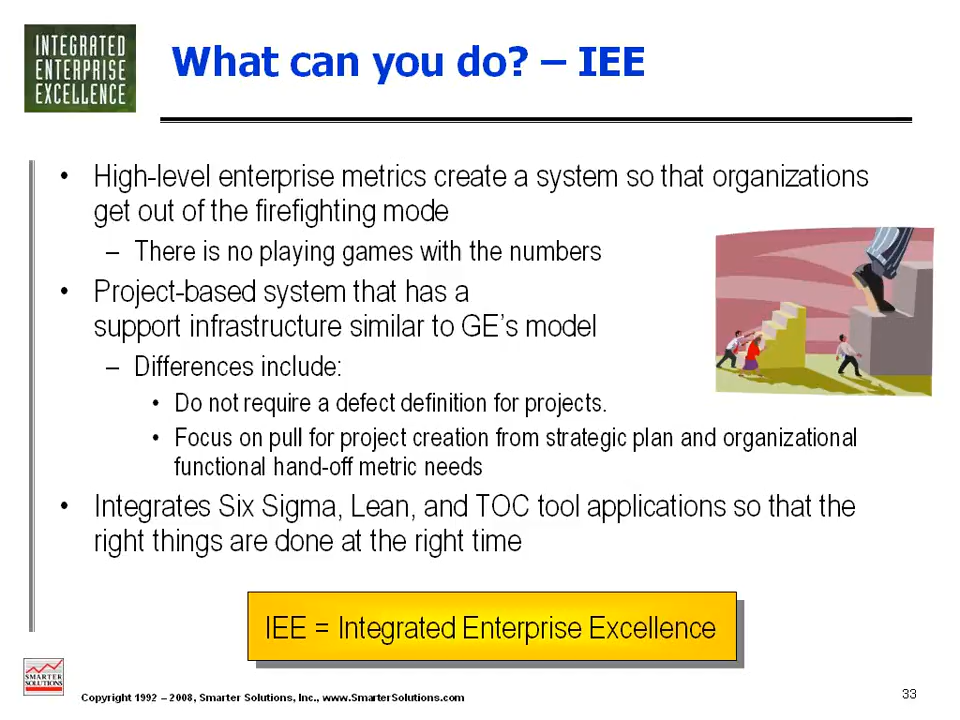 INTEGRATED
ENTERPRISE
EXCELLENCE
What can you do? – IEE
• High-level enterprise metrics create a system so that organizations
get out of the firefighting mode
– There is no playing games with the numbers
• Project-based system that has a
support infrastructure similar to GE's model
– Differences include:
• Do not require a defect definition for projects.
• Focus on pull for project creation from strategic plan and organizational
functional hand-off metric needs
• Integrates Six Sigma, Lean, and TOC tool applications so that the
right things are done at the right time
IEE = Integrated Enterprise Excellence
SMARTER
SOLUTIONS
Copyright 1992 – 2008, Smarter Solutions, Inc., www.SmarterSolutions.com
33